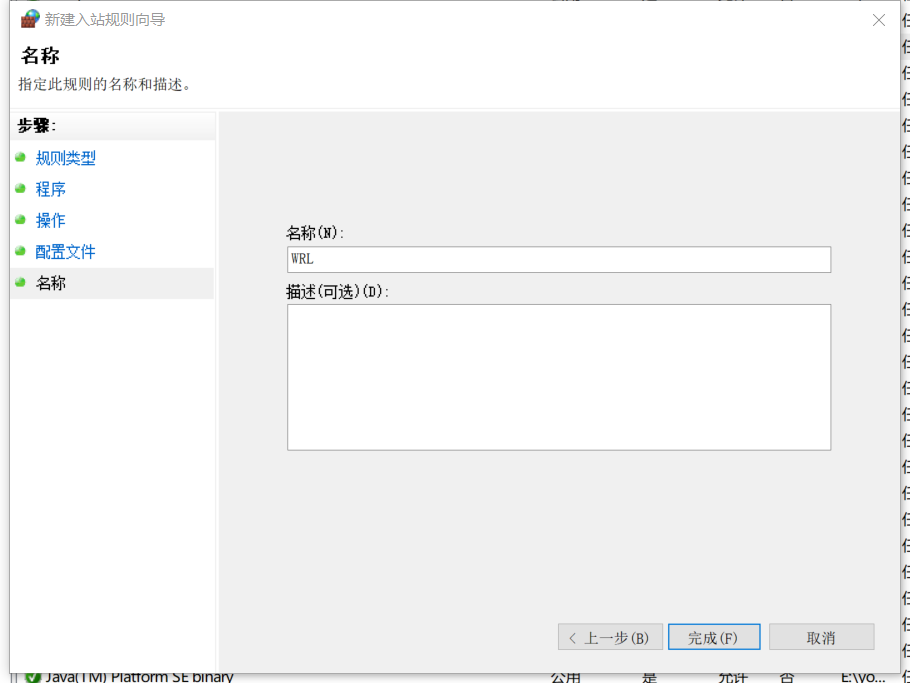 新建入站规则向导
名称
指定此规则的名称和描述。
步骤:
规则类型
程序
操作
配置文件
名称
名称(N):
WRL
描述(可选)(D):
< 上一步(B)
完成(F)
取消
Java(TM) Platform SE binary 公用 是 允许 否 E:\yo...